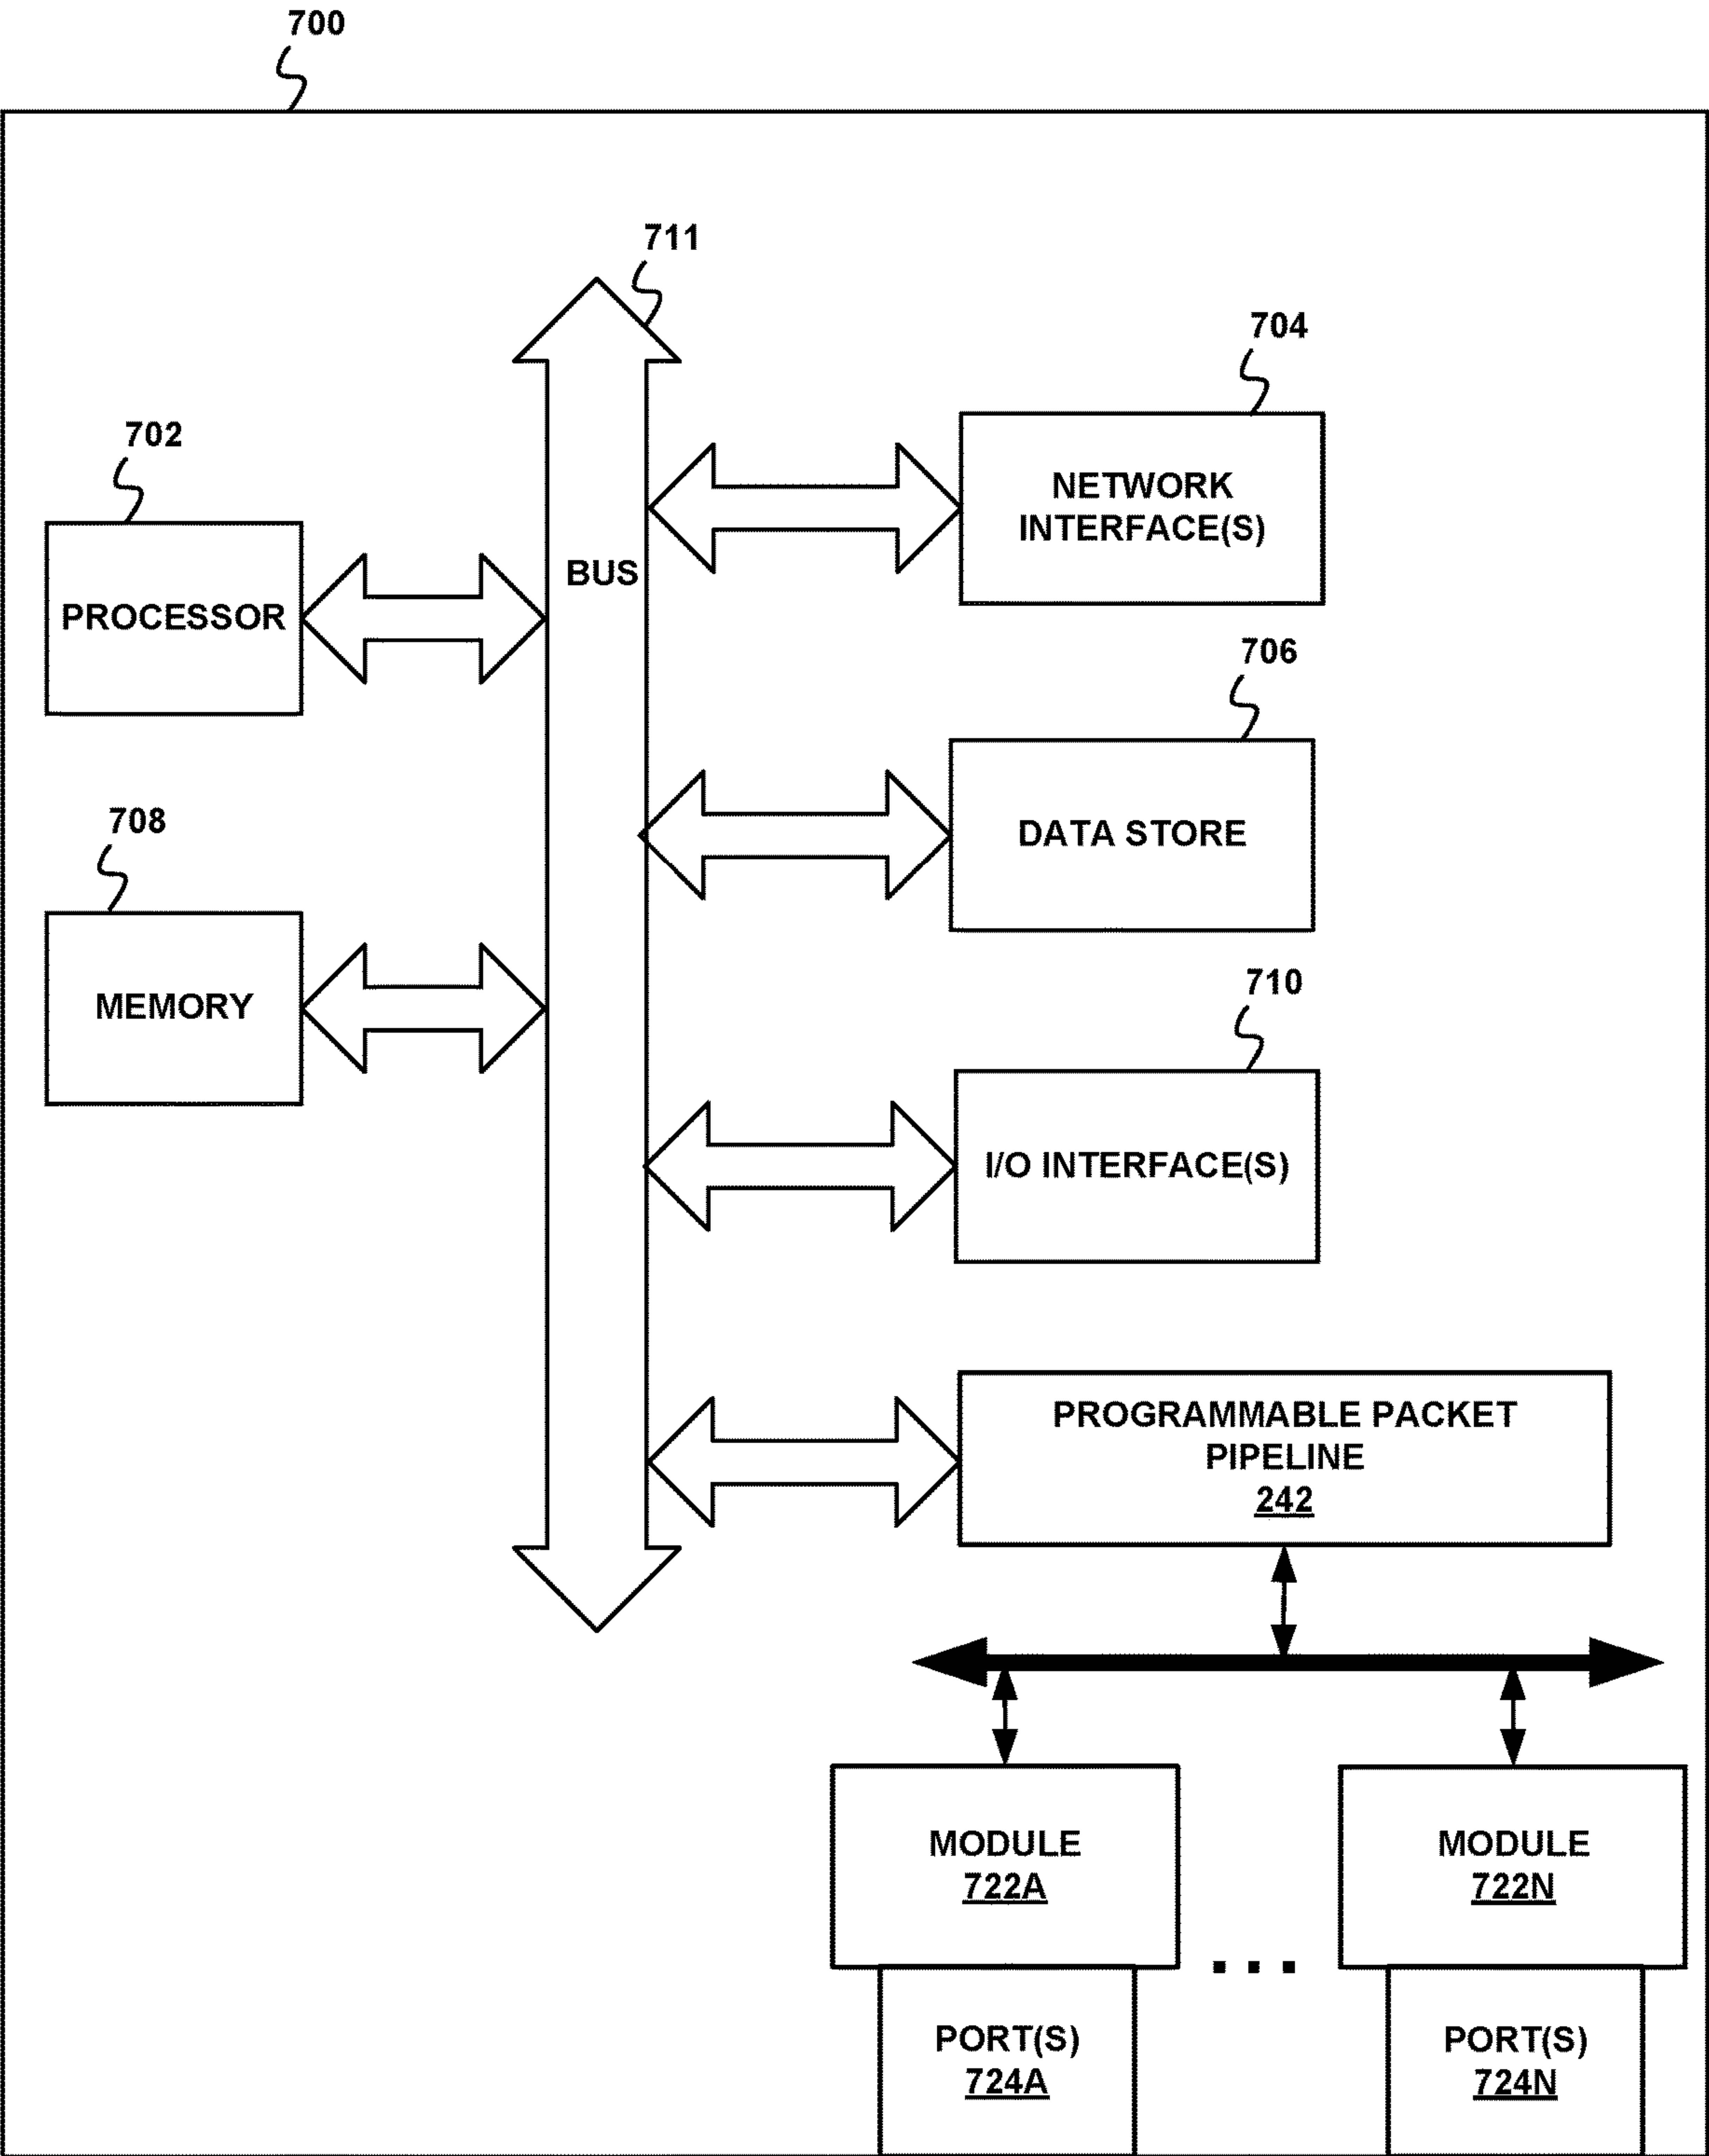 700
711
704
702
NETWORK
INTERFACE(S)
BUS
PROCESSOR
706
708
DATA STORE
710
MEMORY
I/O INTERFACE(S)
PROGRAMMABLE PACKET
PIPELINE
242
MODULE
722A
MODULE
722N
...
PORT(S)
724A
PORT(S)
724N